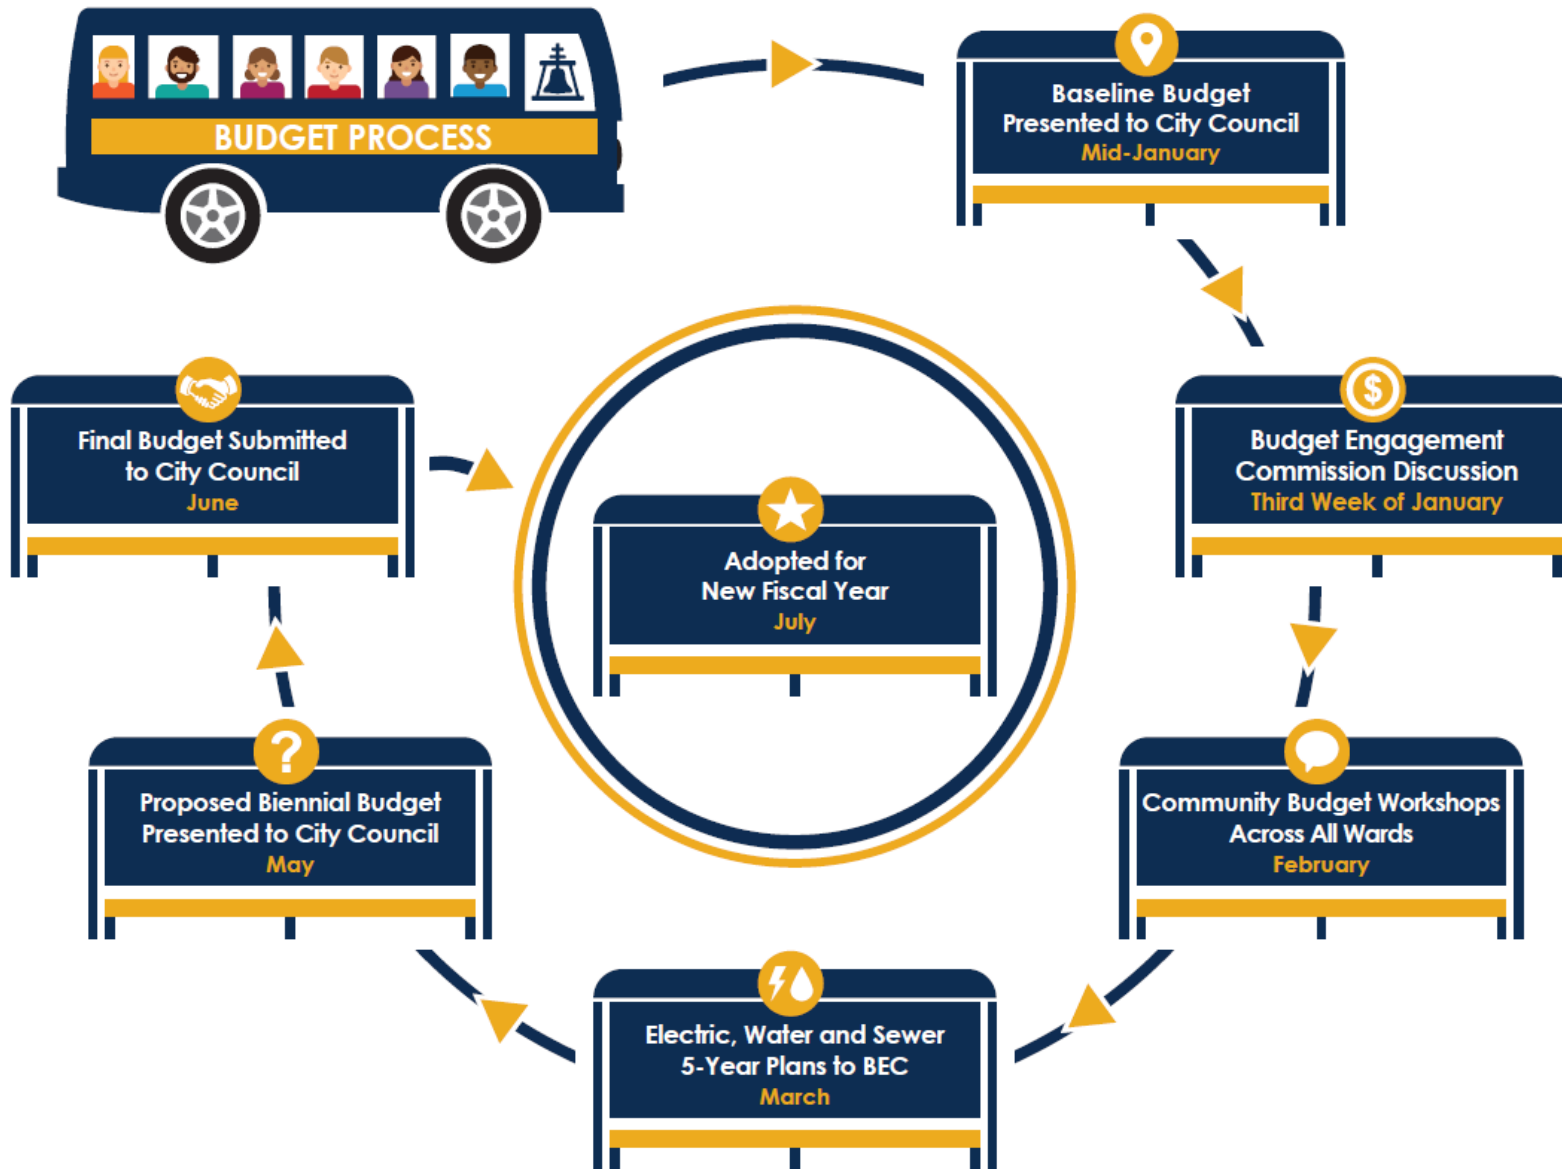 BUDGET PROCESS
Baseline Budget
Presented to City Council
Mid-January
Budget Engagement
Commission Discussion
Third Week of January
Community Budget Workshops
Across All Wards
February
Electric, Water and Sewer
5-Year Plans to BEC
March
Proposed Biennial Budget
Presented to City Council
May
Final Budget Submitted
to City Council
June
Adopted for
New Fiscal Year
July